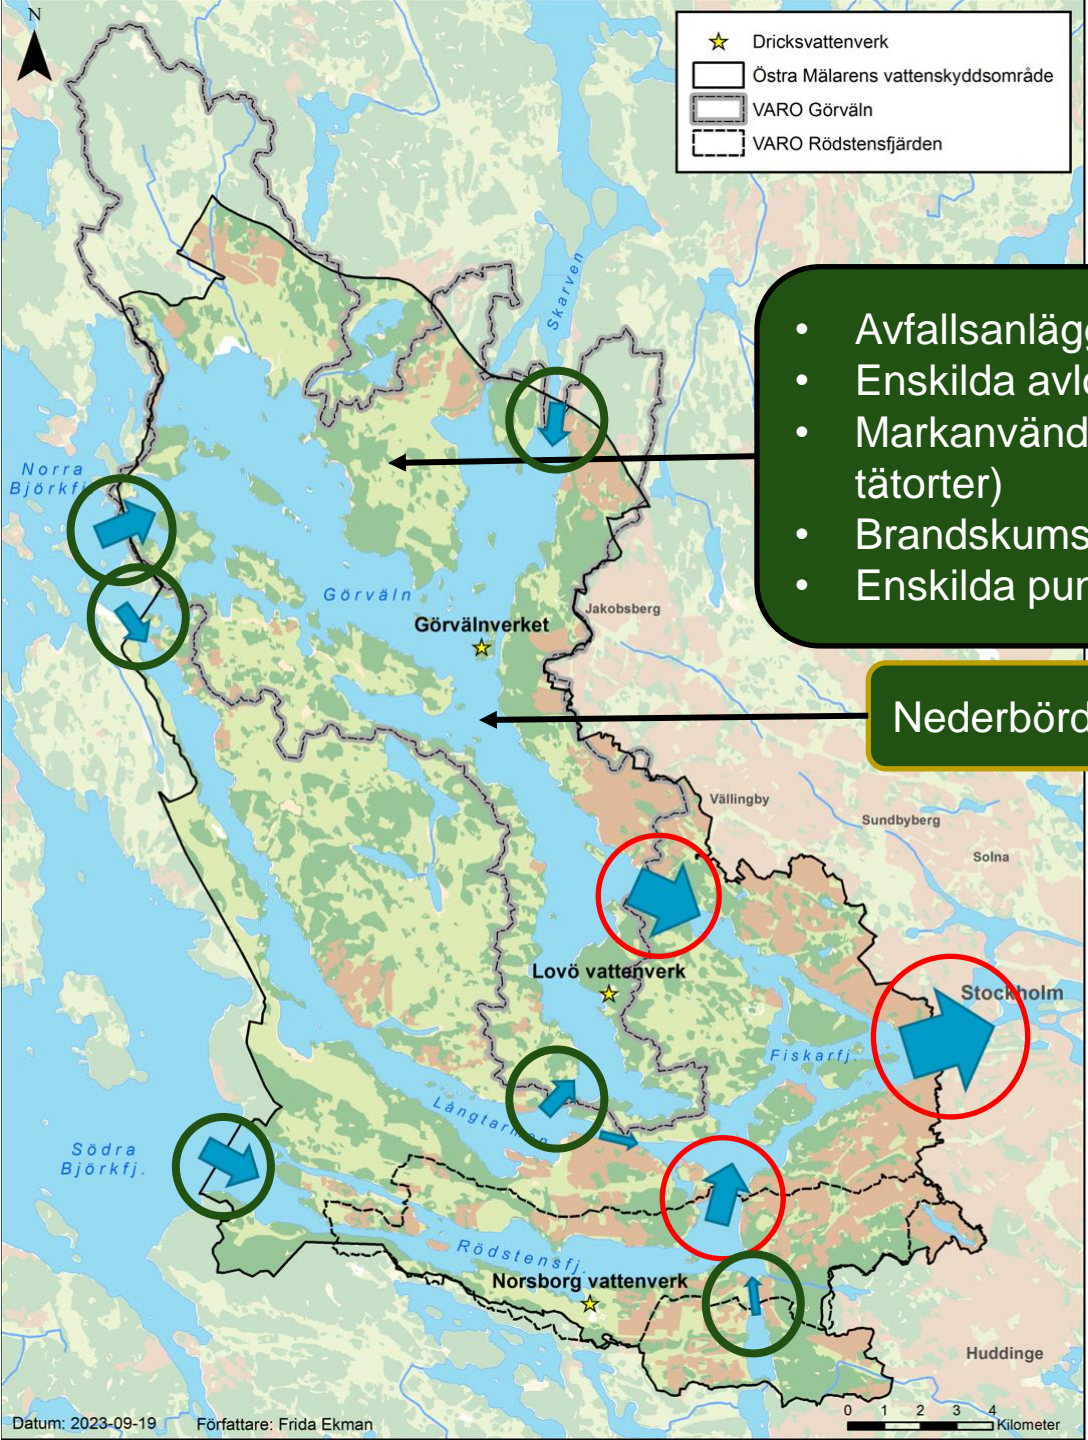 N
Dricksvattenverk
Östra Mälarens vattenskyddsområde
VARO Görväln
VARO Rödstensfjärden
Skarven
• Avfallsanläg
• Enskilda avl
• Markanvänd
tätorter)
• Brandskums
• Enskilda pu
Norra
Björkfj.
Görväln
Jakobsberg
Görvälnverket
Nederbörd
Vällingby
Sundbyberg
Solna
Lovö vattenverk
Stockholm
Fiskarfj.
Långtarmen
Södra
Björkfj.
Rödstensfj.
Norsborg vattenverk
Huddinge
Datum: 2023-09-19 Författare: Frida Ekman
0 1 2 3 4
Kilometer